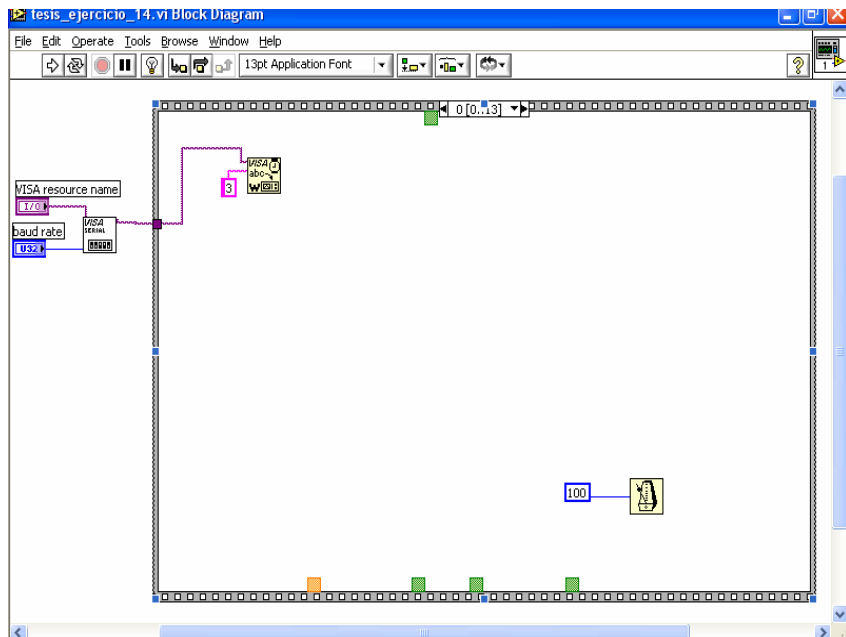 tesis_ejercicio_14.vi Block Diagram
File Edit Operate Tools Browse Window Help
13pt Application Font
?
1
0 [0..13]
VISA
abc
W
3
VISA resource name
I/O
VISA
SERIAL
baud rate
U32
100